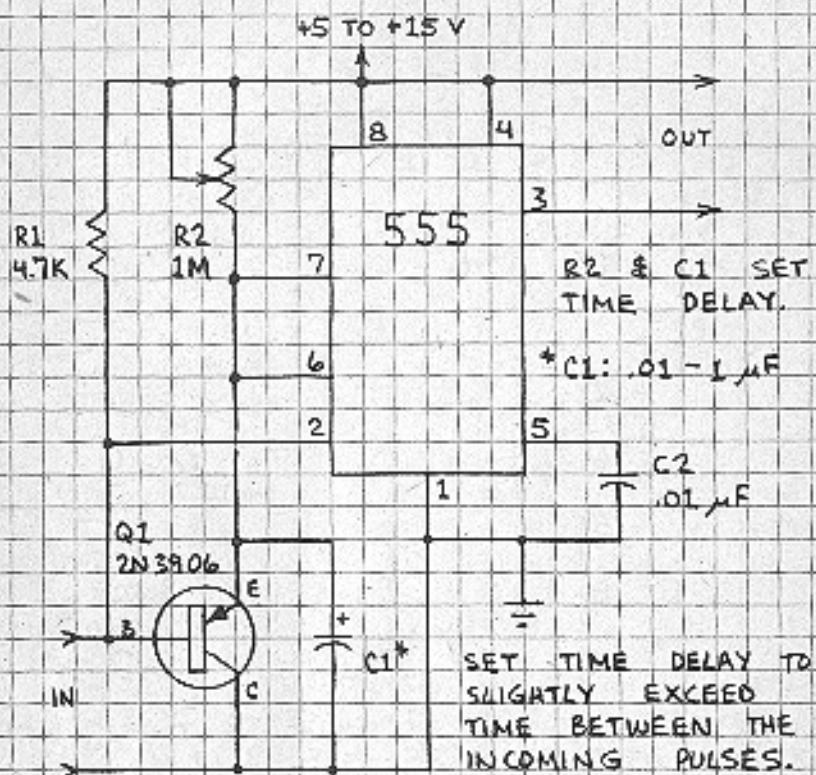 +5 TO +15 V
8
4
OUT
3
555
R1
4.7K
R2
1M
7
R2 & C1 SET
TIME DELAY.
6
*C1: .01 - 1 µF
2
5
C2
.01 µF
1
Q1
2N3906
E
B
C1*
C
IN
SET TIME DELAY TO
SLIGHTLY EXCEED
TIME BETWEEN THE
INCOMING PULSES.